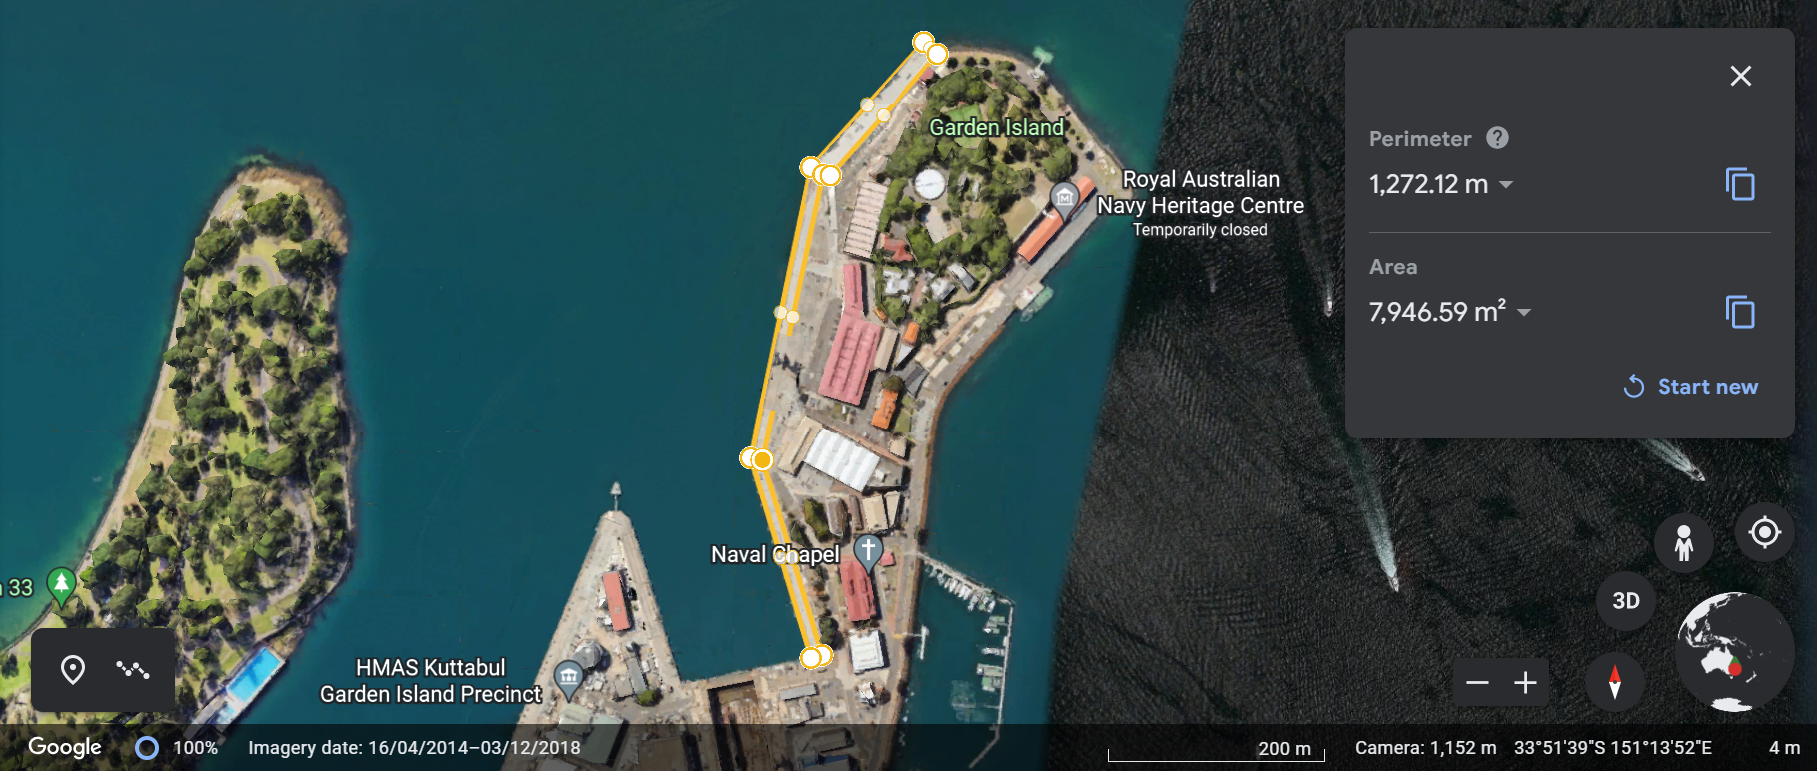 Perimeter
1,272.12 m
Area
7,946.59 m²
Start new
Garden Island
Royal Australian
Navy Heritage Centre
Temporarily closed
Naval Chapel
33
HMAS Kuttabul
Garden Island Precinct
3D
Google
100%
Imagery date: 16/04/2014–03/12/2018
200 m
Camera: 1,152 m
33°51'39"S 151°13'52"E
4 m